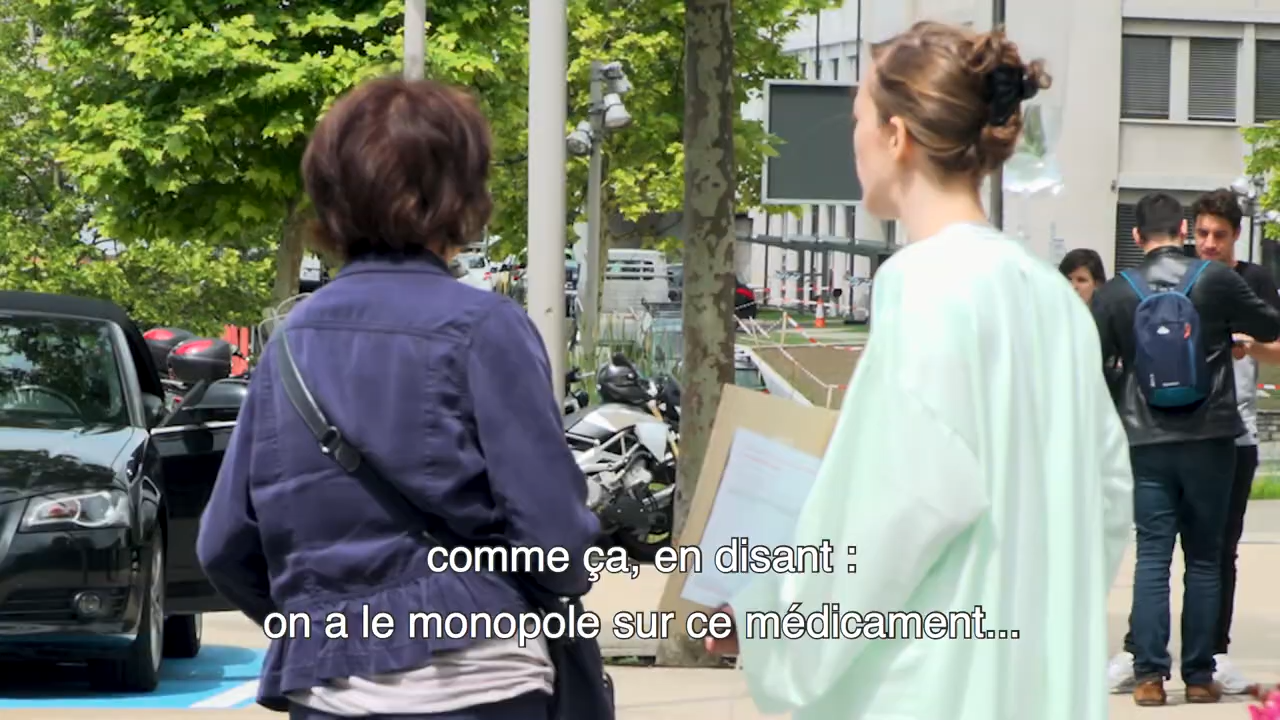 comme ça, en disant :
on a le monopole sur ce médicament...